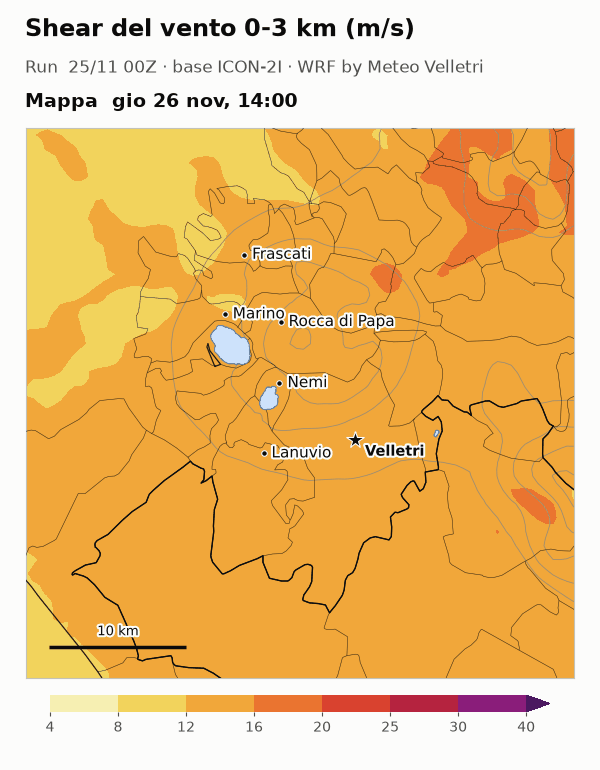 Shear del vento 0-3 km (m/s)
Run 25/11 00Z · base ICON-2I · WRF by Meteo Velletri
Mappa gio 26 nov, 14:00
Frascati
Marino
Rocca di Papa
Nemi
Velletri
Lanuvio
10 km
4 8 12 16 20 25 30 40